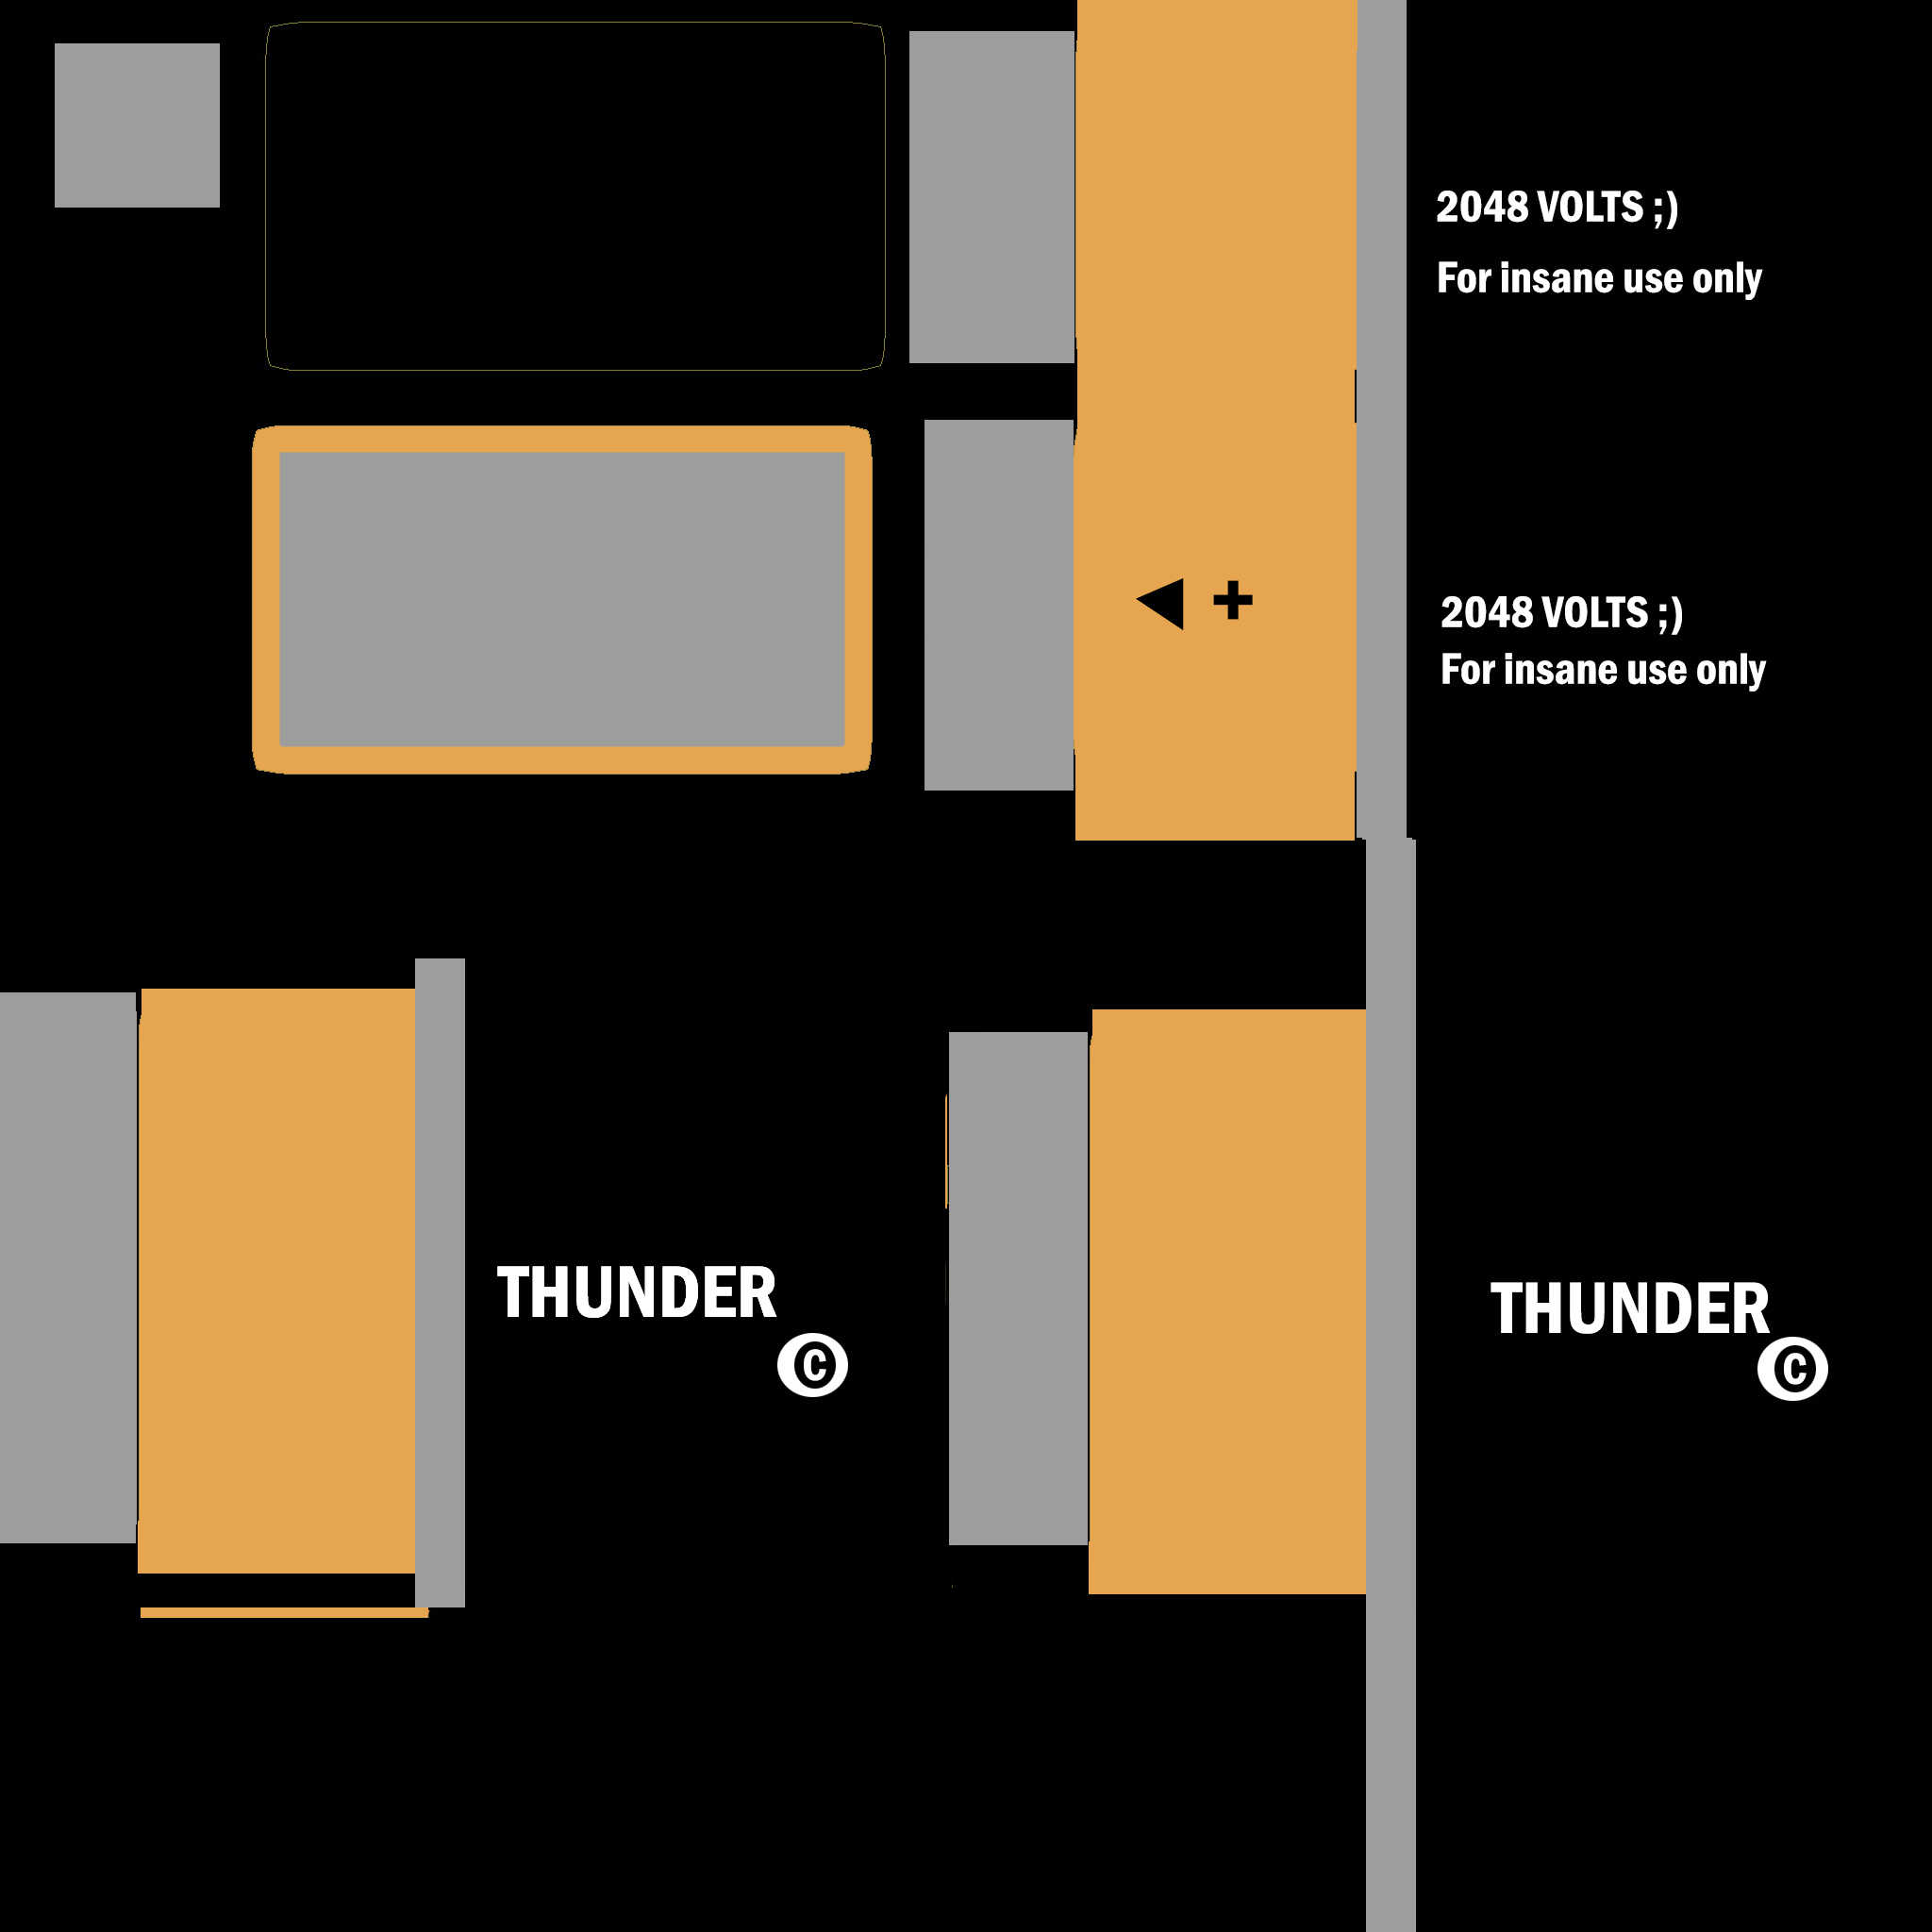 2048 VOLTS ;)
For insane use only
+
2048 VOLTS ;)
For insane use only
THUNDER
©
THUNDER
©